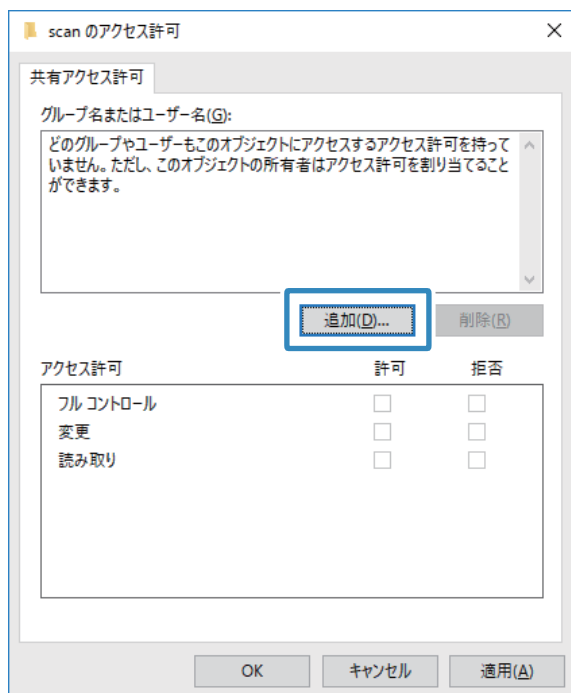 scan のアクセス許可
共有アクセス許可
グループ名またはユーザー名(G):
どのグループやユーザーもこのオブジェクトにアクセスするアクセス許可を持って
いません。ただし、このオブジェクトの所有者はアクセス許可を割り当てること
ができます。
追加(D)... 削除(R)
アクセス許可 許可 拒否
フル コントロール
変更
読み取り
OK キャンセル 適用(A)